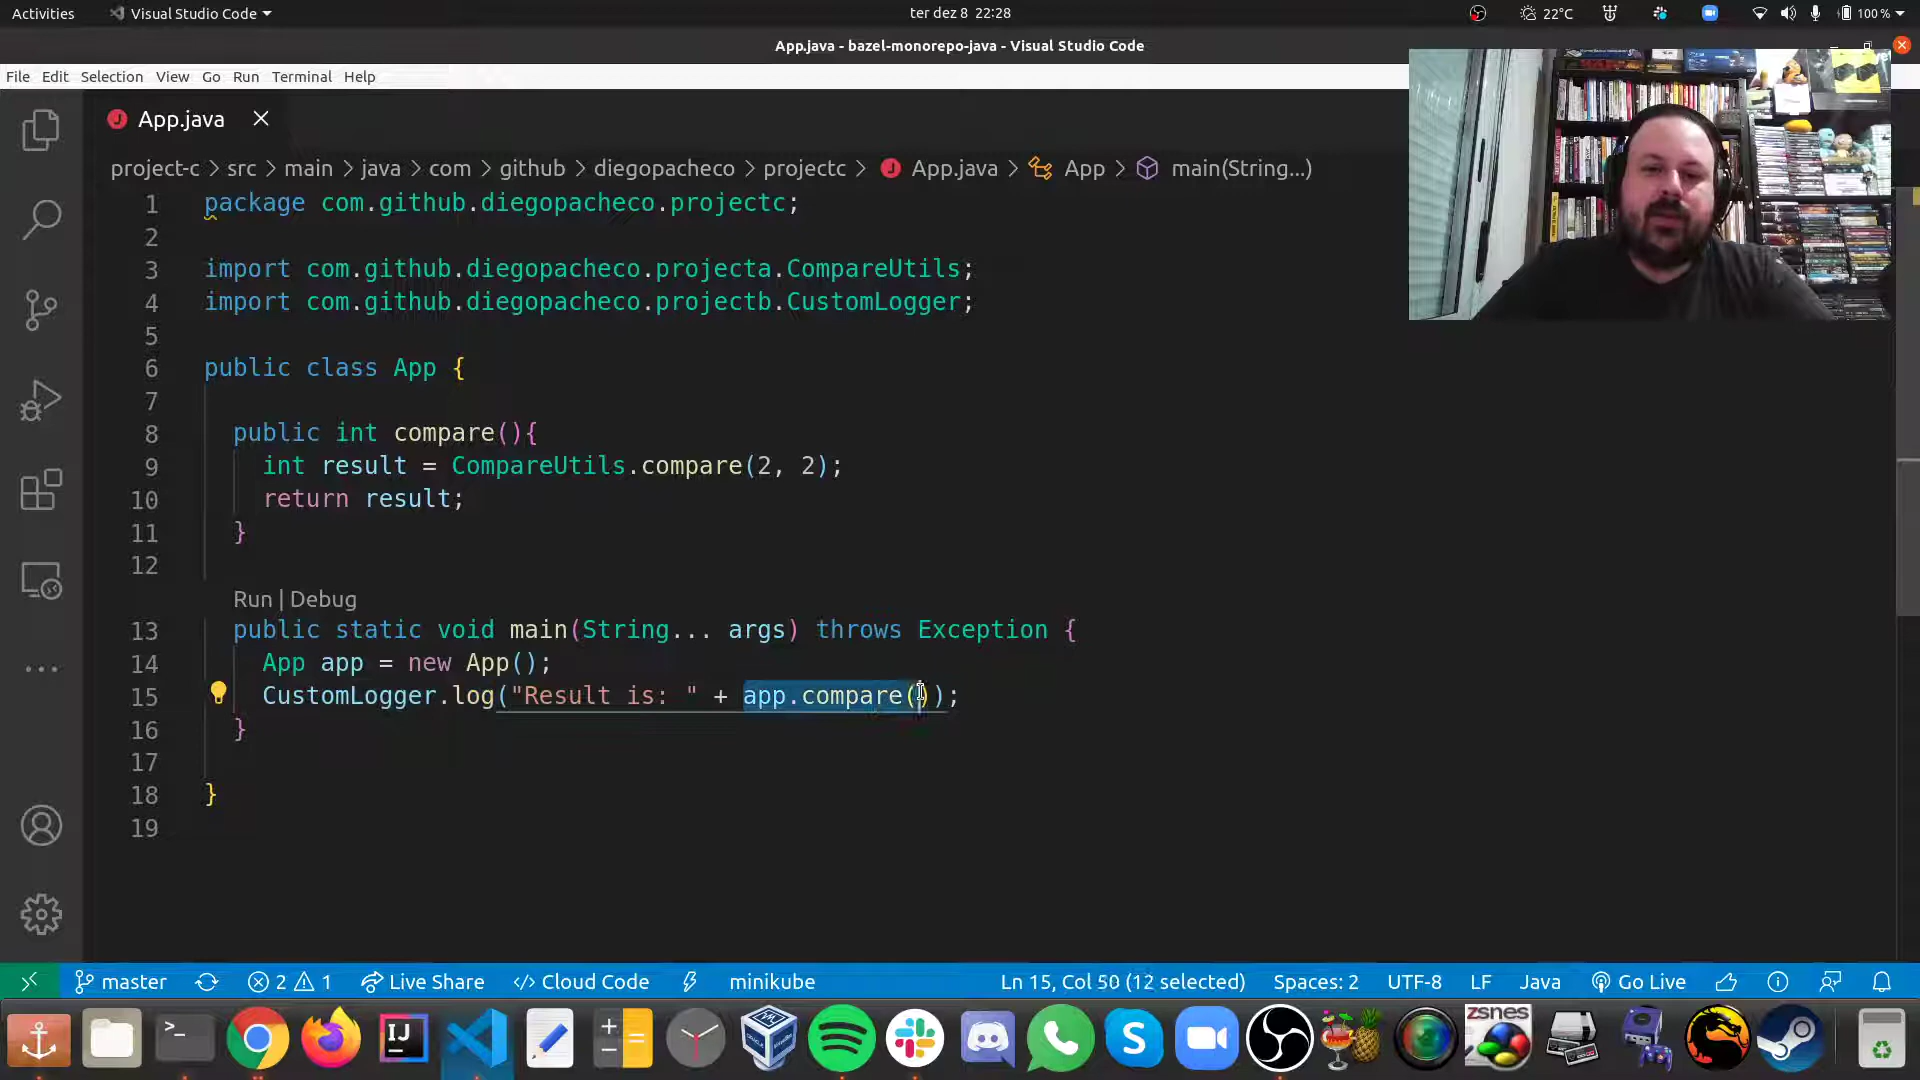 Activities
Visual Studio Code
ter dez 8 22:28
22°C
100 %
App.java - bazel-monorepo-java - Visual Studio Code
File Edit Selection View Go Run Terminal Help
App.java
project-c > src > main > java > com > github > diegopacheco > projectc > App.java > App > main(String...)
1 package com.github.diegopacheco.projectc;
2
3 import com.github.diegopacheco.projecta.CompareUtils;
4 import com.github.diegopacheco.projectb.CustomLogger;
5
6 public class App {
7
8 public int compare(){
9 int result = CompareUtils.compare(2, 2);
10 return result;
11 }
12
Run | Debug
13 public static void main(String... args) throws Exception {
14 App app = new App();
15 CustomLogger.log("Result is: " + app.compare());
16 }
17
18 }
19
master 2 1 Live Share Cloud Code minikube Ln 15, Col 50 (12 selected) Spaces: 2 UTF-8 LF Java Go Live
IJ
zsnes